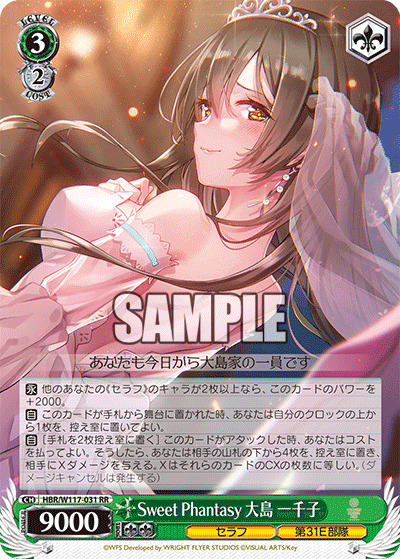 LEVEL
3
2
COST
SAMPLE
あなたも今日から大島家の一員です
永 他のあなたの《セラフ》のキャラが2枚以上なら、このカードのパワーを
+2000。
自 このカードが手札から舞台に置かれた時、あなたは自分のクロックの上か
ら1枚を、控え室に置いてよい。
自 [手札を2枚控え室に置く] このカードがアタックした時、あなたはコスト
を払ってよい。そうしたら、あなたは相手の山札の下から4枚を、控え室に置き、
相手にXダメージを与える。XはそれらのカードのCXの枚数に等しい。(ダ
メージキャンセルは発生する)
CH HBR/W117-031 RR
9000
Sweet Phantasy 大島 一千子
セラフ 第31E部隊
©WFS Developed by WRIGHT FLYER STUDIOS ©VISUAL ARTS/Key